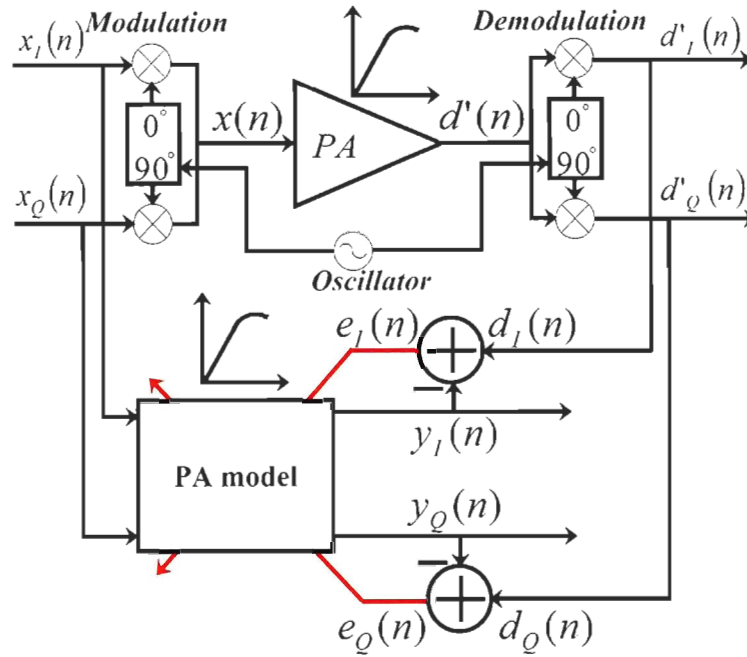 Modulation
Demodulation
x_I(n)
d'_I(n)
0°
90°
x(n)
PA
d'(n)
0°
90°
x_Q(n)
d'_Q(n)
Oscillator
e_I(n)
d_I(n)
+
−
y_I(n)
PA model
y_Q(n)
−
+
e_Q(n)
d_Q(n)